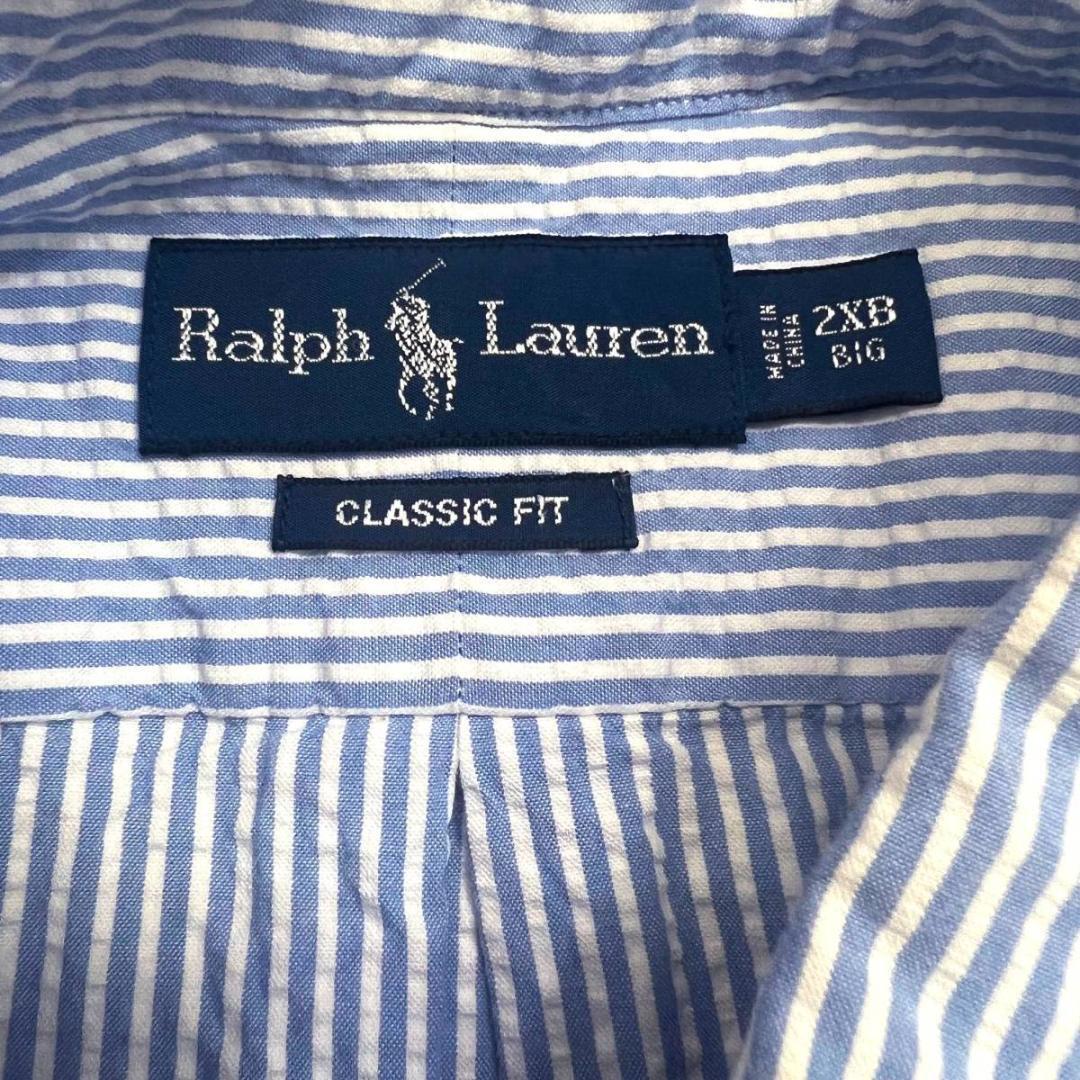 Ralph Lauren
MADE IN
CHINA
2XB
BIG
CLASSIC FIT